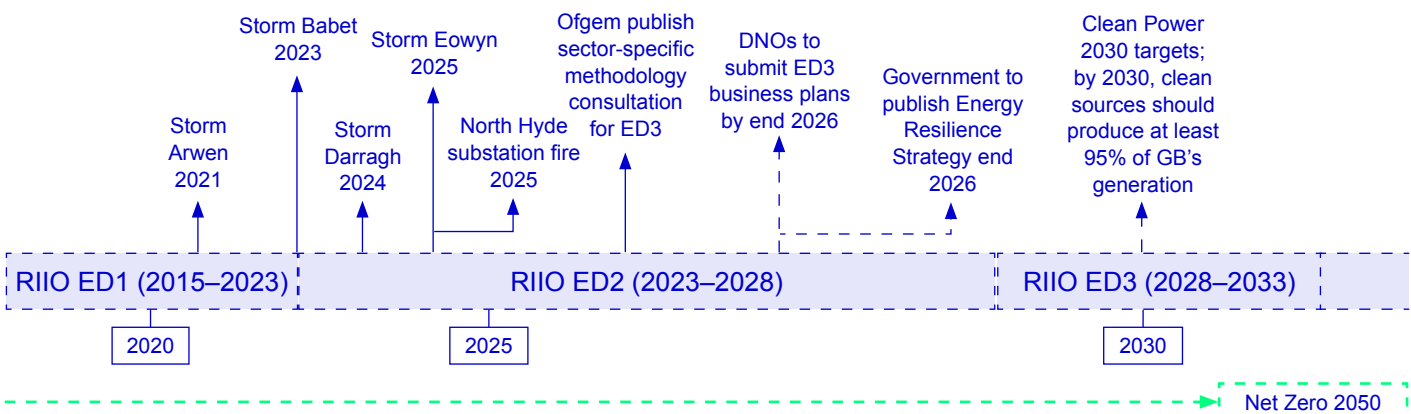 Storm Babet
2023
Storm Eowyn
2025
Ofgem publish
sector-specific
methodology
consultation
for ED3
DNOs to
submit ED3
business plans
by end 2026
Government to
publish Energy
Resilience
Strategy end
2026
Clean Power
2030 targets;
by 2030, clean
sources should
produce at least
95% of GB's
generation
Storm
Arwen
2021
Storm
Darragh
2024
North Hyde
substation fire
2025
RIIO ED1 (2015–2023)
RIIO ED2 (2023–2028)
RIIO ED3 (2028–2033)
2020
2025
2030
Net Zero 2050